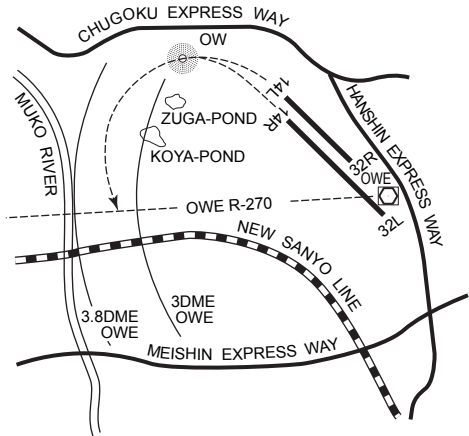 CHUGOKU EXPRESS WAY
OW
14L
14R
HANSHIN EXPRESS WAY
MUKO RIVER
ZUGA-POND
KOYA-POND
32R
OWE
32L
OWE R-270
NEW SANYO LINE
3.8DME
OWE
3DME
OWE
MEISHIN EXPRESS WAY